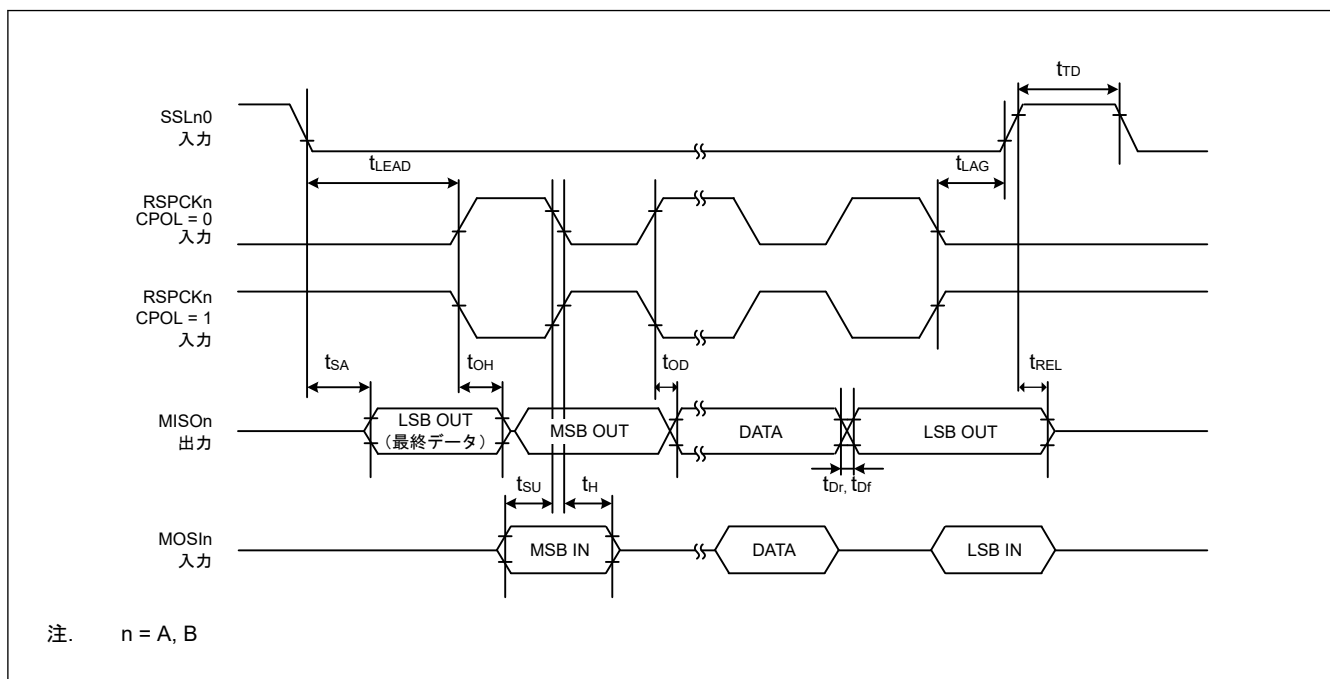 tTD
SSLn0
入力
tLEAD
tLAG
RSPCKn
CPOL = 0
入力
RSPCKn
CPOL = 1
入力
tSA
tOH
tOD
tREL
MISOn
出力
LSB OUT
（最終データ）
MSB OUT
DATA
LSB OUT
tSU
tH
tDr, tDf
MOSIn
入力
MSB IN
DATA
LSB IN
注. n = A, B